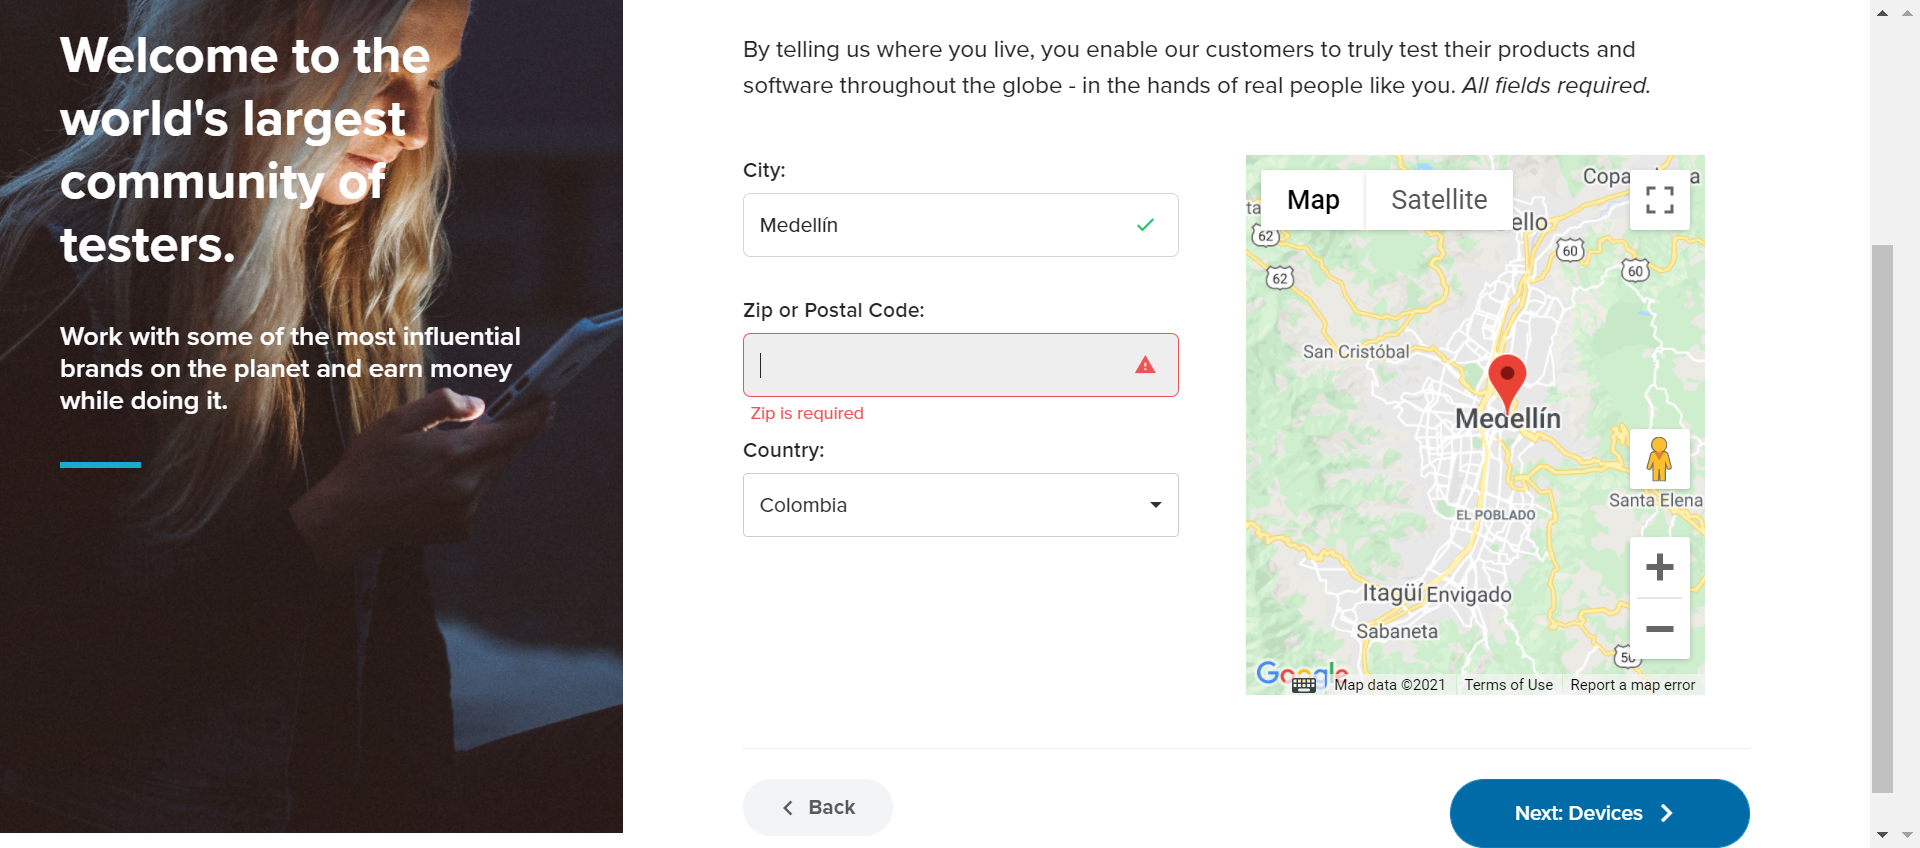 Welcome to the
world's largest
community of
testers.
Work with some of the most influential
brands on the planet and earn money
while doing it.
By telling us where you live, you enable our customers to truly test their products and
software throughout the globe - in the hands of real people like you. All fields required.
City:
Medellín
Zip or Postal Code:
Zip is required
Country:
Colombia
Map
Satellite
Copa
a
ta
ello
62
60
62
60
San Cristóbal
Medellín
Santa Elena
EL POBLADO
Itagüí
Envigado
Sabaneta
Google
Map data ©2021
Terms of Use
Report a map error
Back
Next: Devices